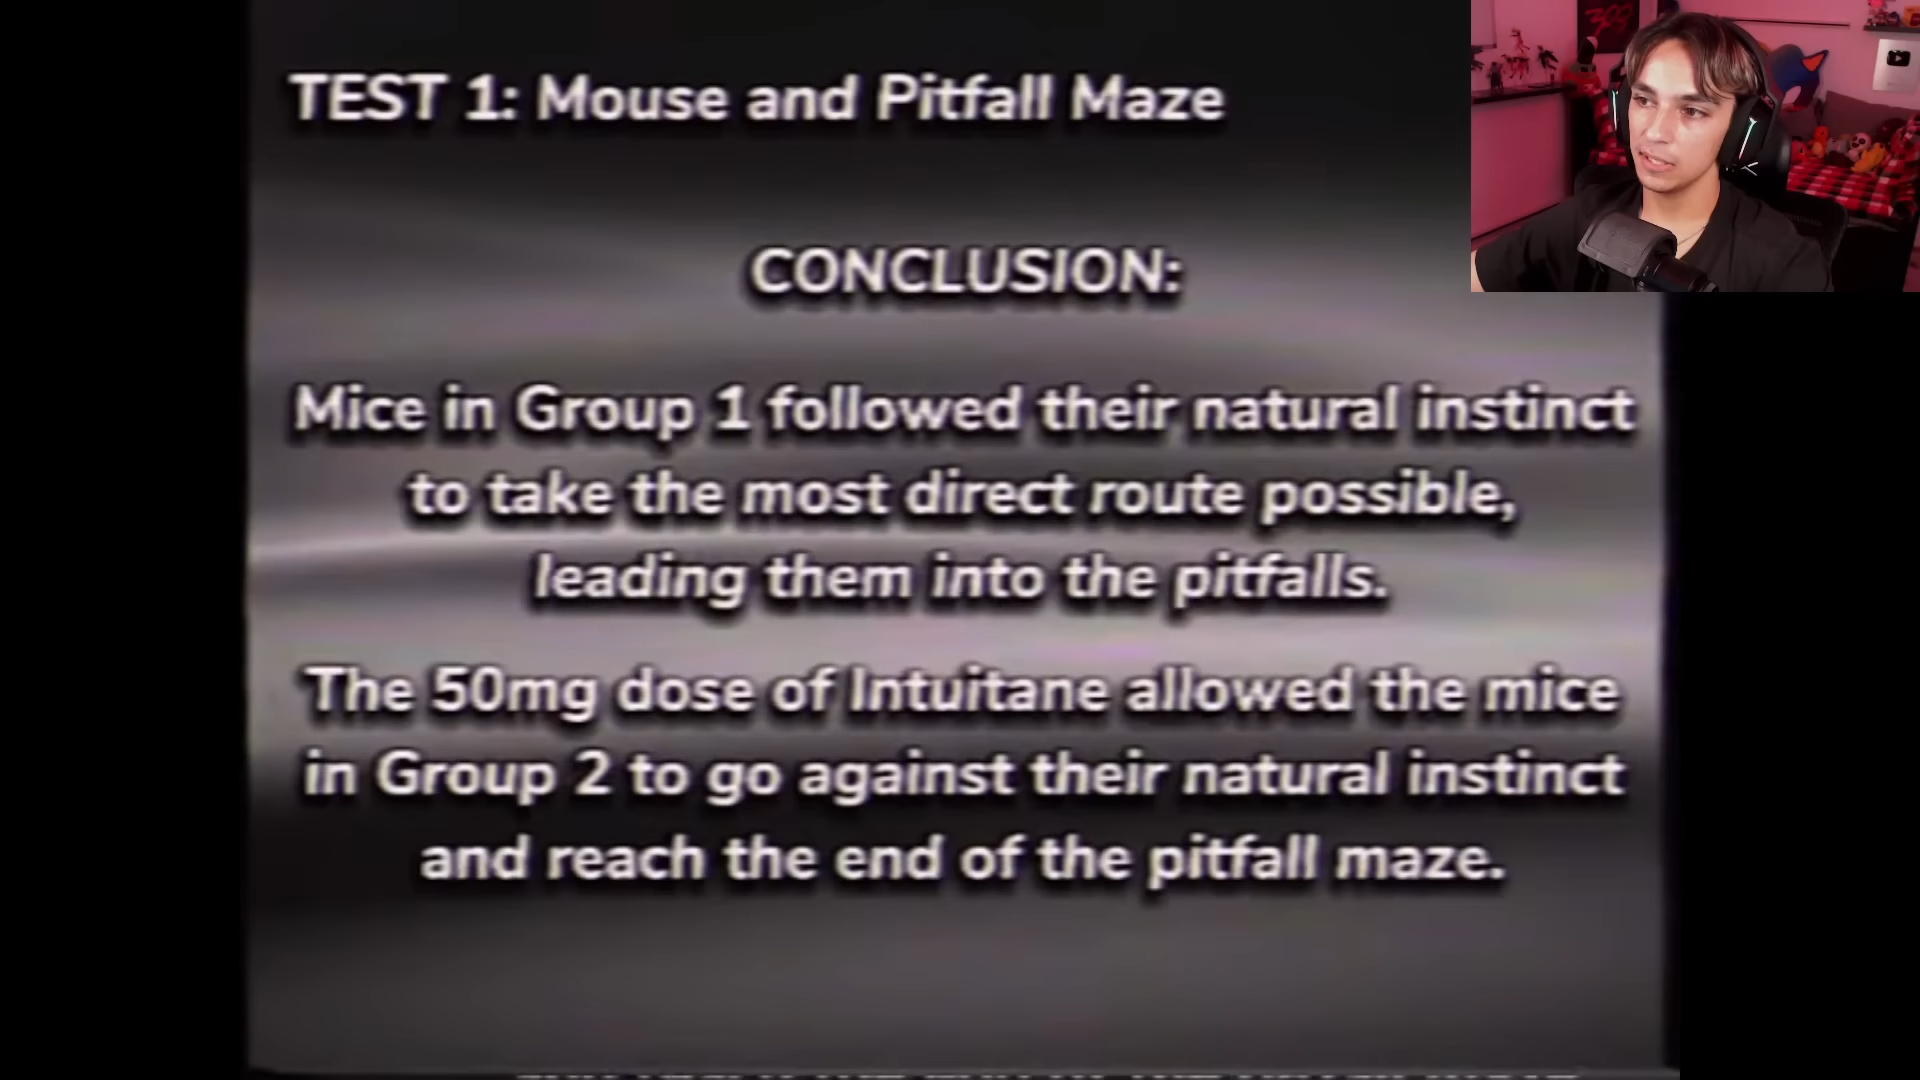 TEST 1: Mouse and Pitfall Maze
CONCLUSION:
Mice in Group 1 followed their natural instinct
to take the most direct route possible,
leading them into the pitfalls.
The 50mg dose of Intuitane allowed the mice
in Group 2 to go against their natural instinct
and reach the end of the pitfall maze.